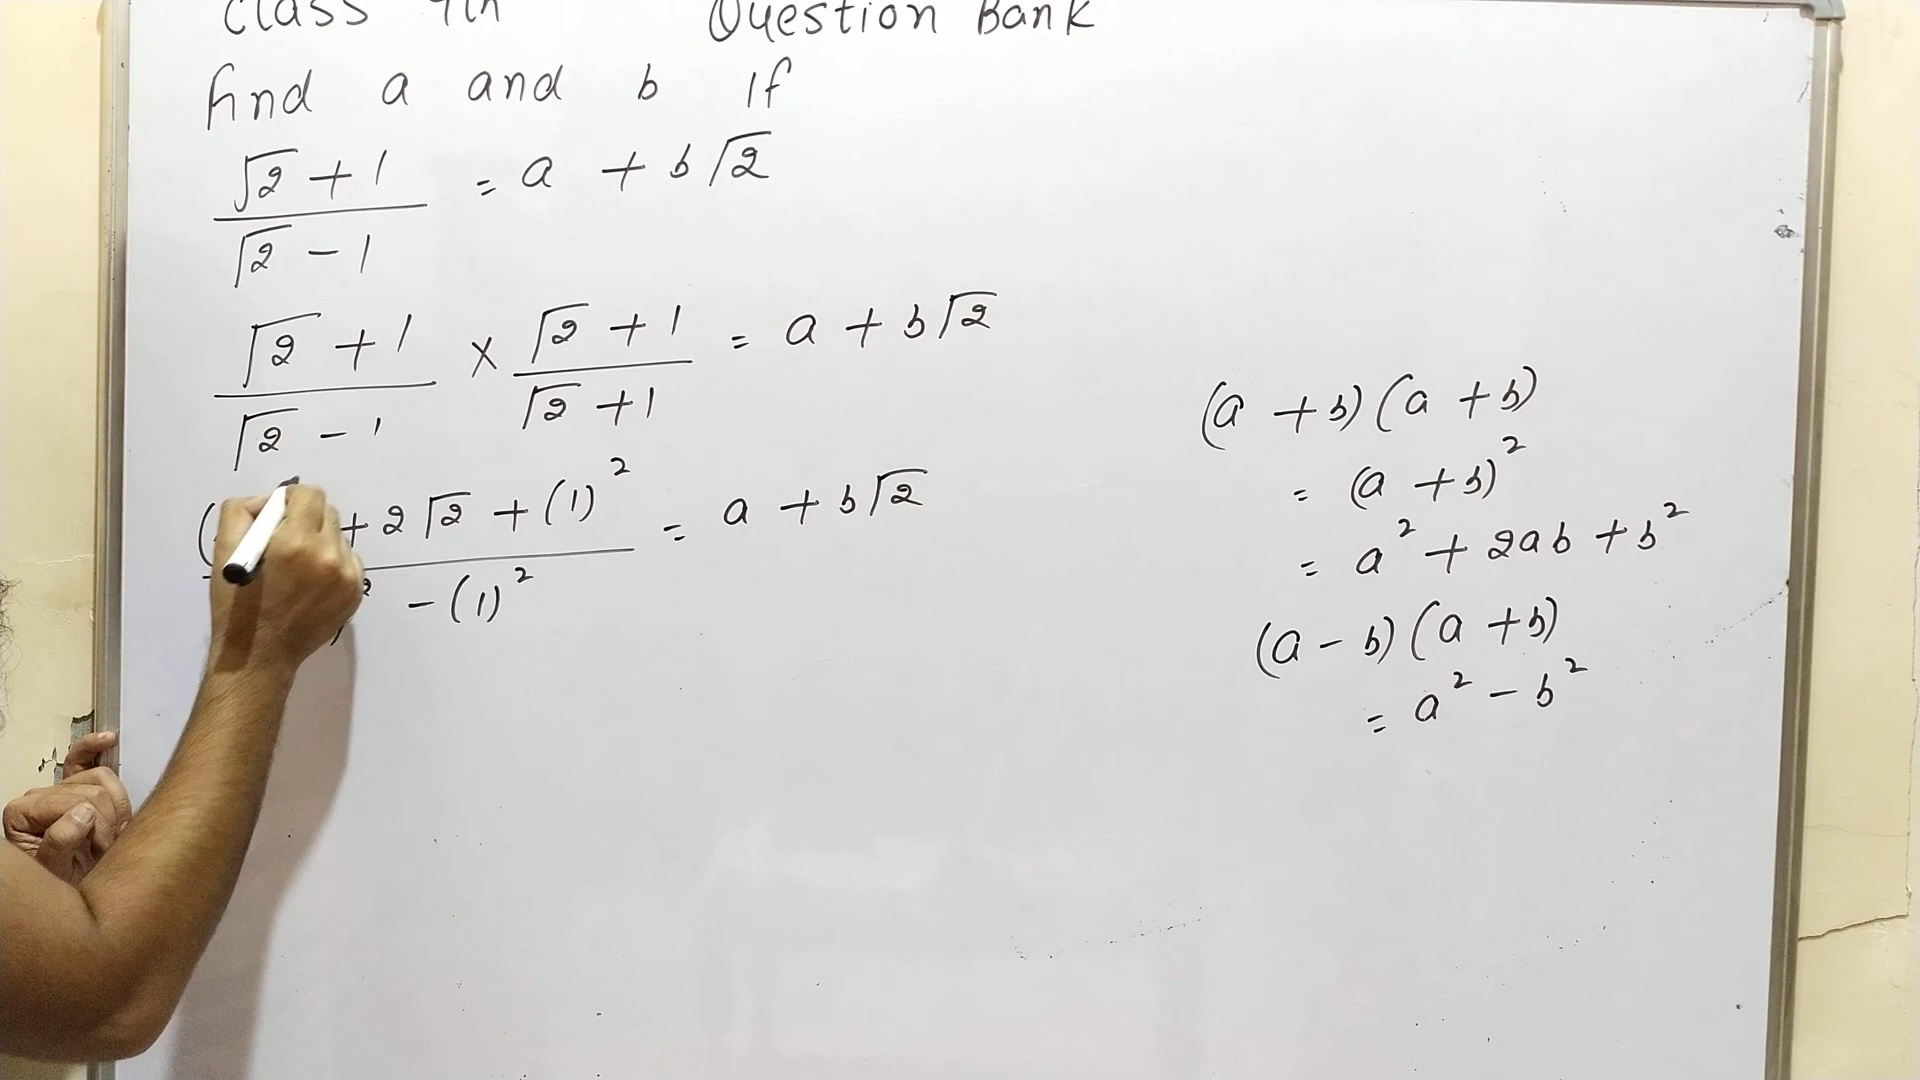 Class 9th Question Bank
find a and b If
√2 + 1 = a + b√2
√2 - 1
√2 + 1 × √2 + 1 = a + b√2
√2 - 1 √2 + 1
( + 2√2 + (1)² = a + b√2
² - (1)²
(a + b)(a + b)
= (a + b)²
= a² + 2ab + b²
(a - b)(a + b)
= a² - b²